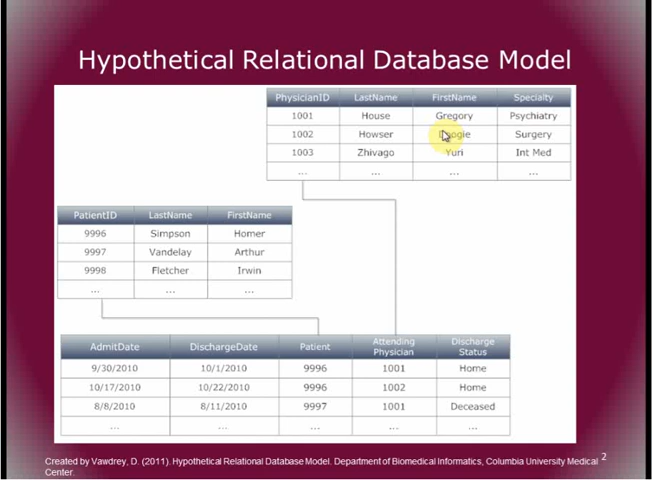 Hypothetical Relational Database Model
PhysicianID LastName FirstName Specialty
1001 House Gregory Psychiatry
1002 Howser Doogie Surgery
1003 Zhivago Yuri Int Med
... ... ... ...
PatientID LastName FirstName
9996 Simpson Homer
9997 Vandelay Arthur
9998 Fletcher Irwin
... ... ...
AdmitDate DischargeDate Patient Attending Physician Discharge Status
9/30/2010 10/1/2010 9996 1001 Home
10/17/2010 10/22/2010 9996 1002 Home
8/8/2010 8/11/2010 9997 1001 Deceased
... ... ... ... ...
Created by Vawdrey, D. (2011). Hypothetical Relational Database Model. Department of Biomedical Informatics, Columbia University Medical
Center.
2